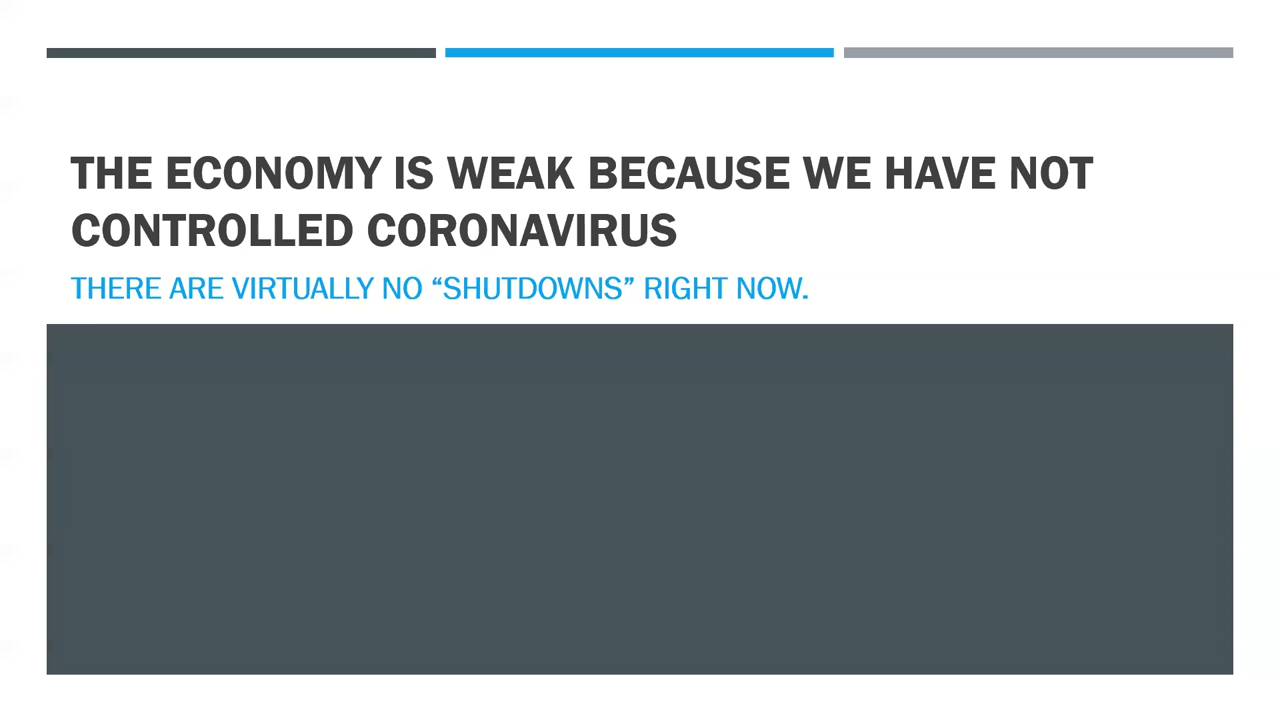 THE ECONOMY IS WEAK BECAUSE WE HAVE NOT
CONTROLLED CORONAVIRUS
THERE ARE VIRTUALLY NO “SHUTDOWNS” RIGHT NOW.